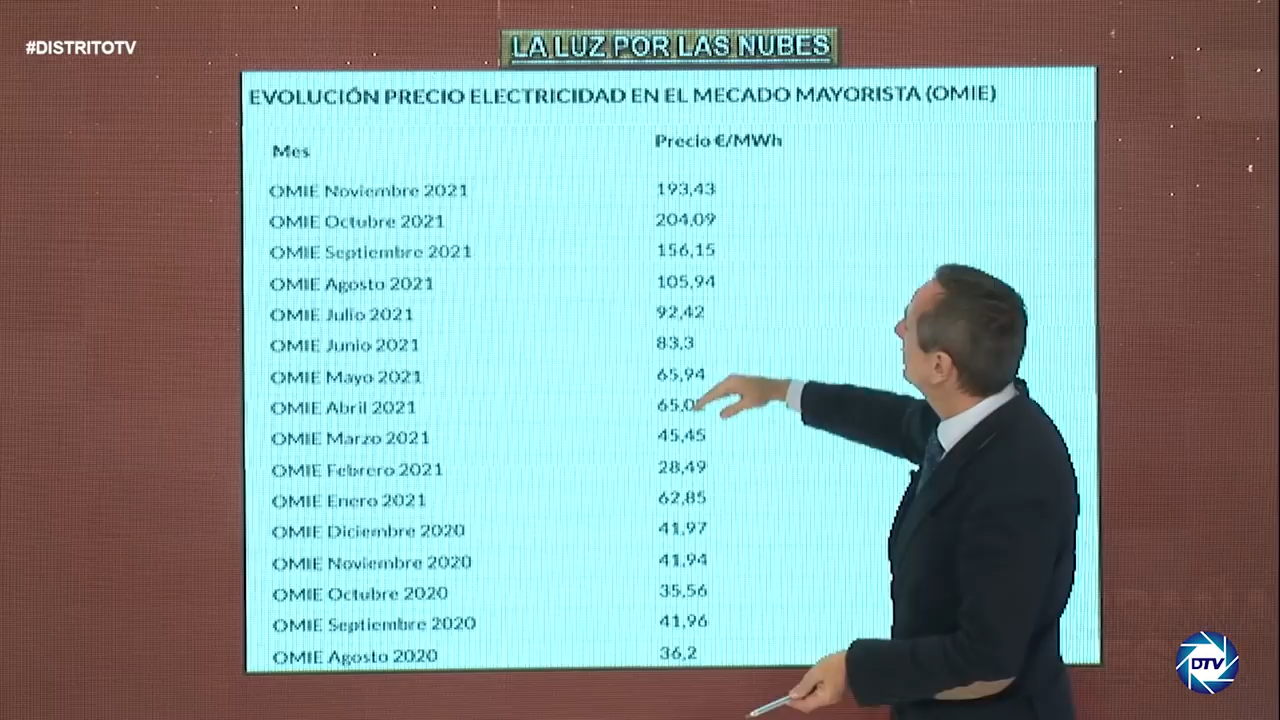 #DISTRITOTV
LA LUZ POR LAS NUBES
EVOLUCIÓN PRECIO ELECTRICIDAD EN EL MECADO MAYORISTA (OMIE)
Mes Precio €/MWh
OMIE Noviembre 2021 193,43
OMIE Octubre 2021 204,09
OMIE Septiembre 2021 156,15
OMIE Agosto 2021 105,94
OMIE Julio 2021 92,42
OMIE Junio 2021 83,3
OMIE Mayo 2021 65,94
OMIE Abril 2021
OMIE Marzo 2021 45,45
OMIE Febrero 2021 28,49
OMIE Enero 2021 62,85
OMIE Diciembre 2020 41,97
OMIE Noviembre 2020 41,94
OMIE Octubre 2020 35,56
OMIE Septiembre 2020 41,96
OMIE Agosto 2020 36,2
DTV